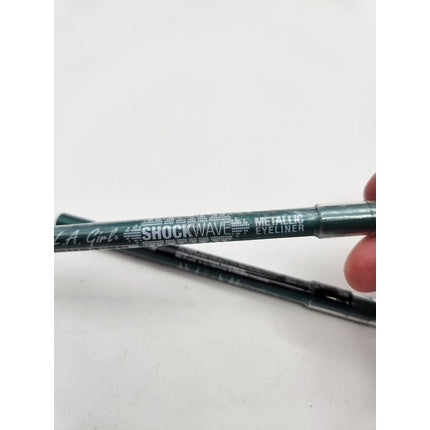 L.A. Girl®
SHOCKWAVE
METALLIC
EYELINER